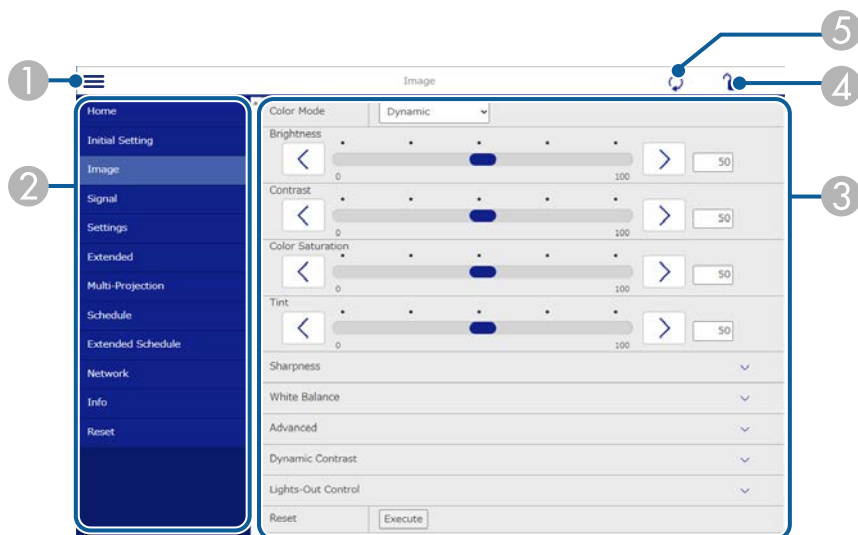 5
1
Image
4
Home
Color Mode Dynamic
Initial Setting
Brightness
50
0 100
Image
2
Contrast
3
Signal
50
0 100
Settings
Color Saturation
Extended
50
0 100
Multi-Projection
Tint
Schedule
50
0 100
Extended Schedule
Sharpness
Network
White Balance
Info
Advanced
Reset
Dynamic Contrast
Lights-Out Control
Reset Execute